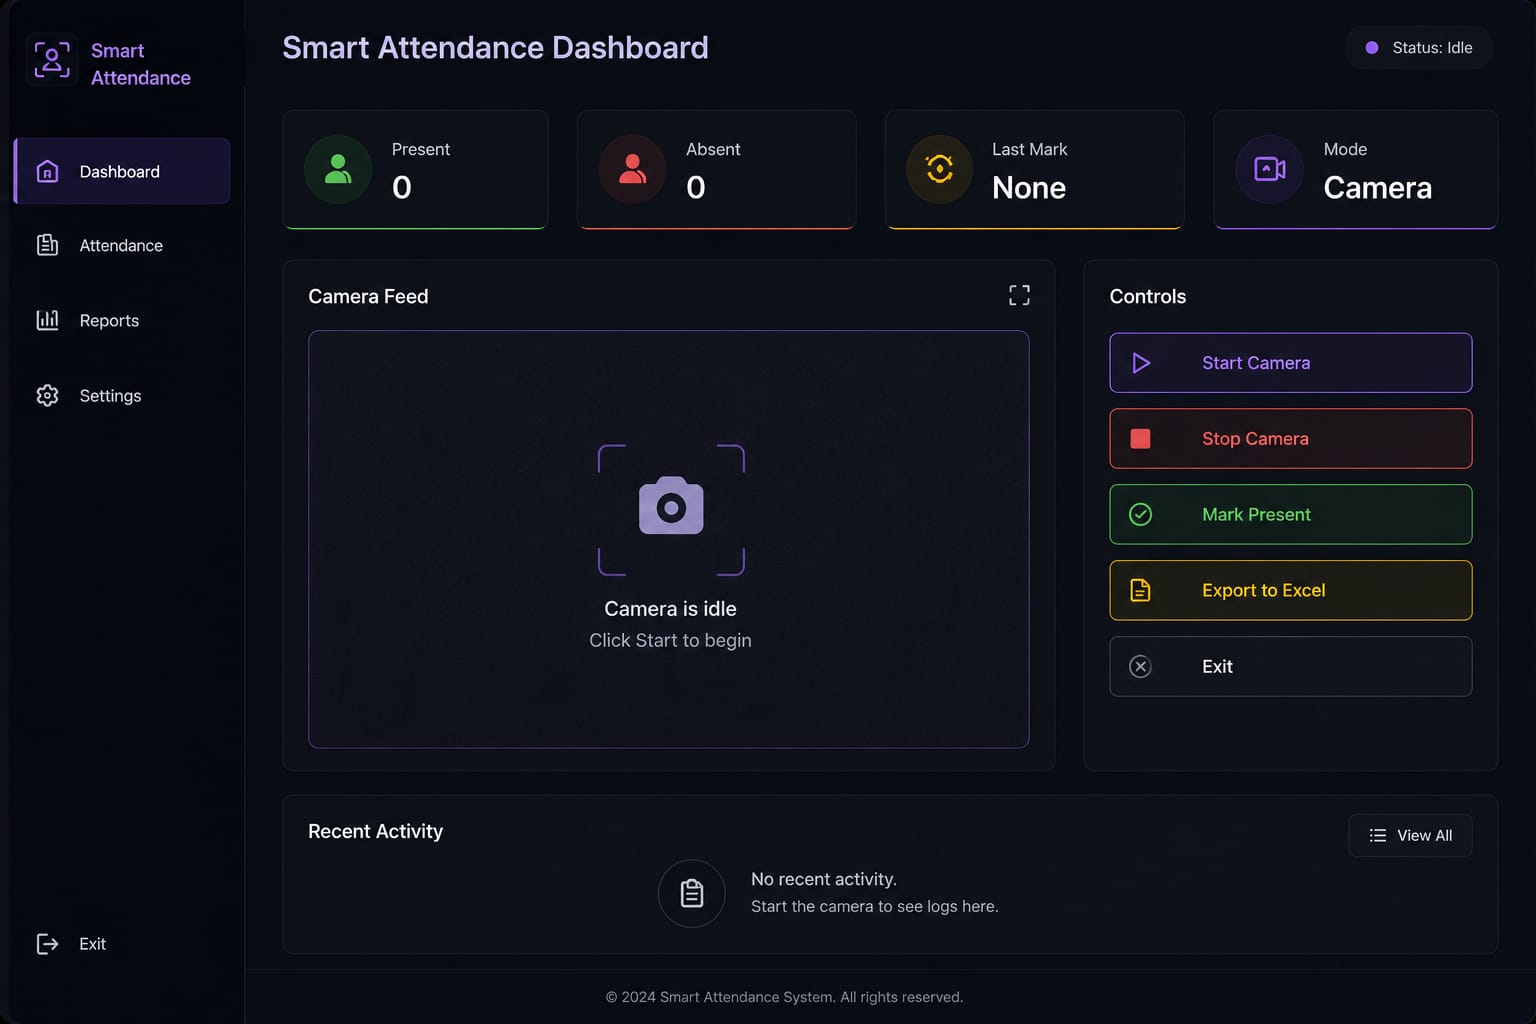 Smart
Attendance
Dashboard
Attendance
Reports
Settings
Exit
Smart Attendance Dashboard
Status: Idle
Present
0
Absent
0
Last Mark
None
Mode
Camera
Camera Feed
Camera is idle
Click Start to begin
Controls
Start Camera
Stop Camera
Mark Present
Export to Excel
Exit
Recent Activity
View All
No recent activity.
Start the camera to see logs here.
© 2024 Smart Attendance System. All rights reserved.